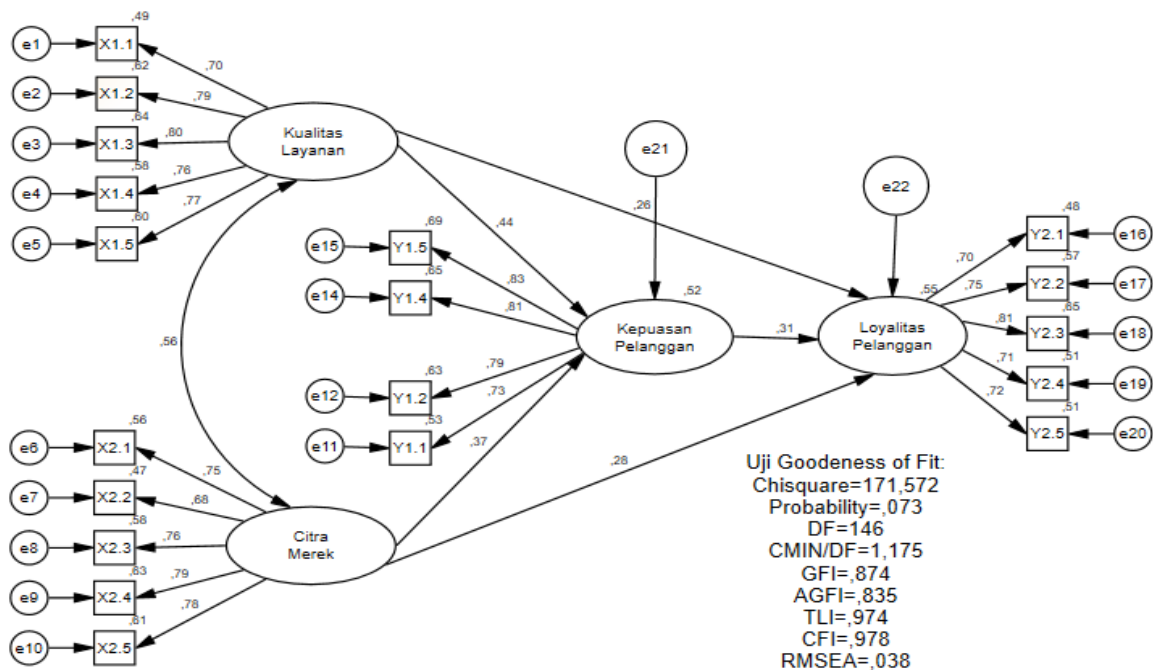 ,49
e1 X1.1
,70
,62
e2 X1.2
,79
,64
e3 X1.3
,80
,58
e4 X1.4
,76
,60
e5 X1.5
,77
Kualitas
Layanan
,56
,56
e6 X2.1
,75
,47
e7 X2.2
,68
,58
e8 X2.3
,76
,63
e9 X2.4
,79
,61
e10 X2.5
,78
Citra
Merek
,44
,26
,37
,28
,69
e15 Y1.5
,83
,65
e14 Y1.4
,81
,63
e12 Y1.2
,79
,53
e11 Y1.1
,73
e21
,52
Kepuasan
Pelanggan
,31
e22
,55
Loyalitas
Pelanggan
,48
,70
Y2.1 e16
,57
,75
Y2.2 e17
,65
,81
Y2.3 e18
,51
,71
Y2.4 e19
,51
,72
Y2.5 e20
Uji Goodeness of Fit:
Chisquare=171,572
Probability=,073
DF=146
CMIN/DF=1,175
GFI=,874
AGFI=,835
TLI=,974
CFI=,978
RMSEA=,038